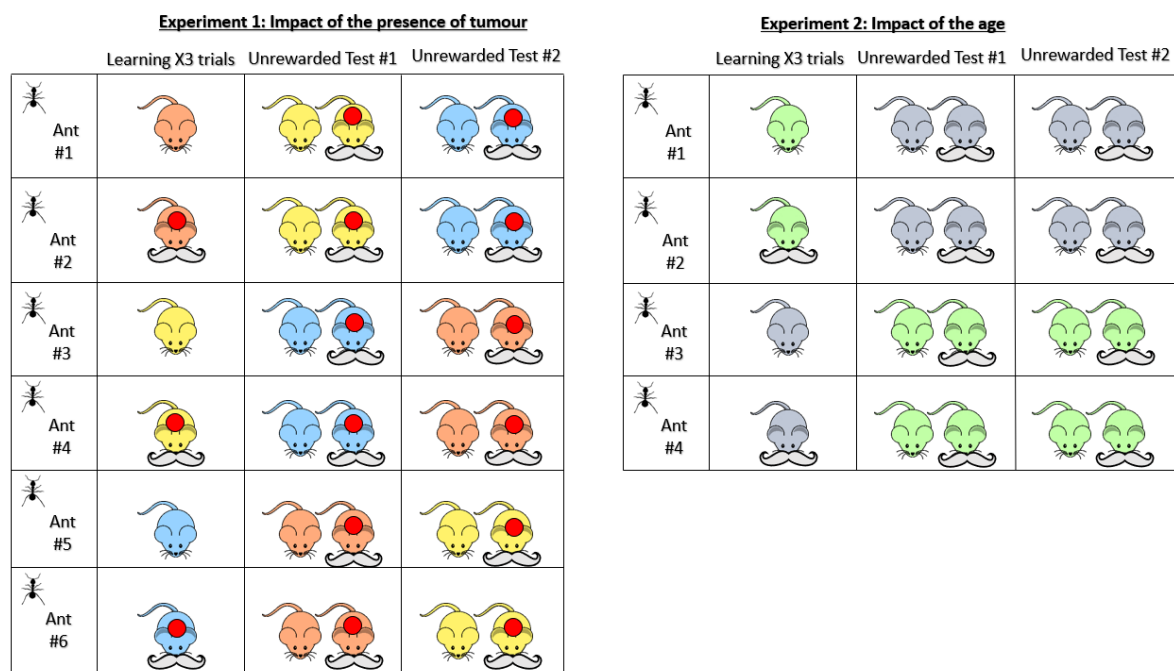 Experiment 1: Impact of the presence of tumour
Learning X3 trials Unrewarded Test #1 Unrewarded Test #2
Ant
#1
Ant
#2
Ant
#3
Ant
#4
Ant
#5
Ant
#6
Experiment 2: Impact of the age
Learning X3 trials Unrewarded Test #1 Unrewarded Test #2
Ant
#1
Ant
#2
Ant
#3
Ant
#4